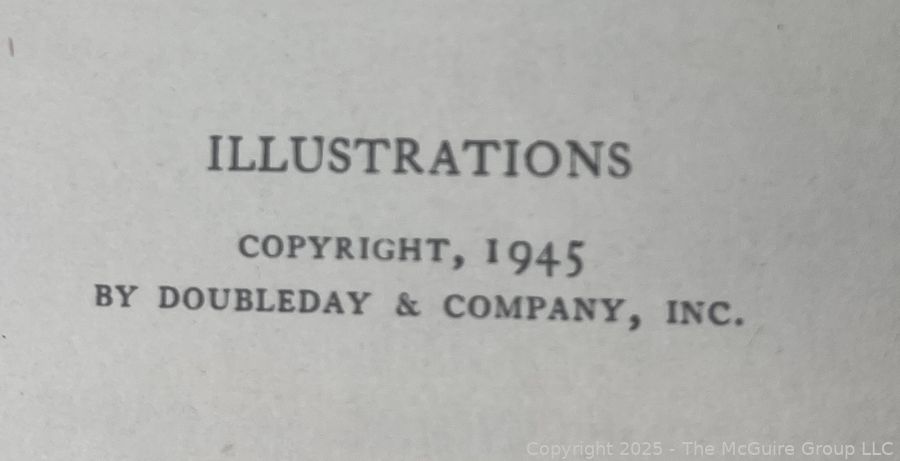 ILLUSTRATIONS
COPYRIGHT, 1945
BY DOUBLEDAY & COMPANY, INC.
Copyright 2025 - The McGuire Group LLC